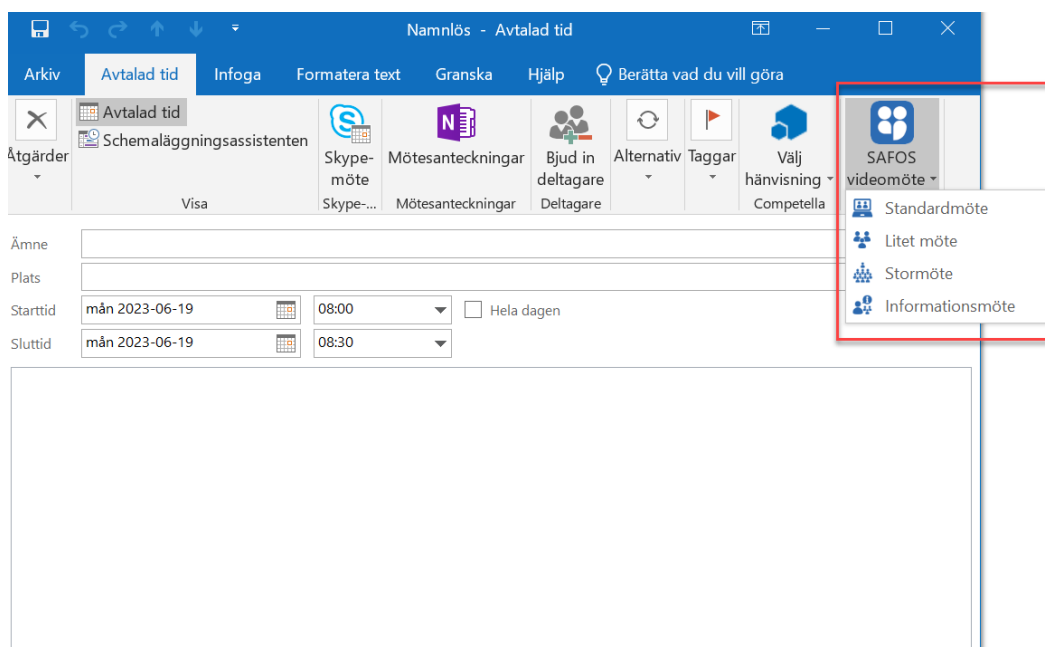 Namnlös - Avtalad tid
Arkiv Avtalad tid Infoga Formatera text Granska Hjälp Berätta vad du vill göra
Åtgärder
Avtalad tid
Schemaläggningsassistenten
Visa
Skype-
möte
Skype-...
Mötesanteckningar
Mötesanteckningar
Bjud in
deltagare
Deltagare
Alternativ
Taggar
Välj
hänvisning
Competella
SAFOS
videomöte
Standardmöte
Litet möte
Stormöte
Informationsmöte
Ämne
Plats
Starttid mån 2023-06-19 08:00 Hela dagen
Sluttid mån 2023-06-19 08:30